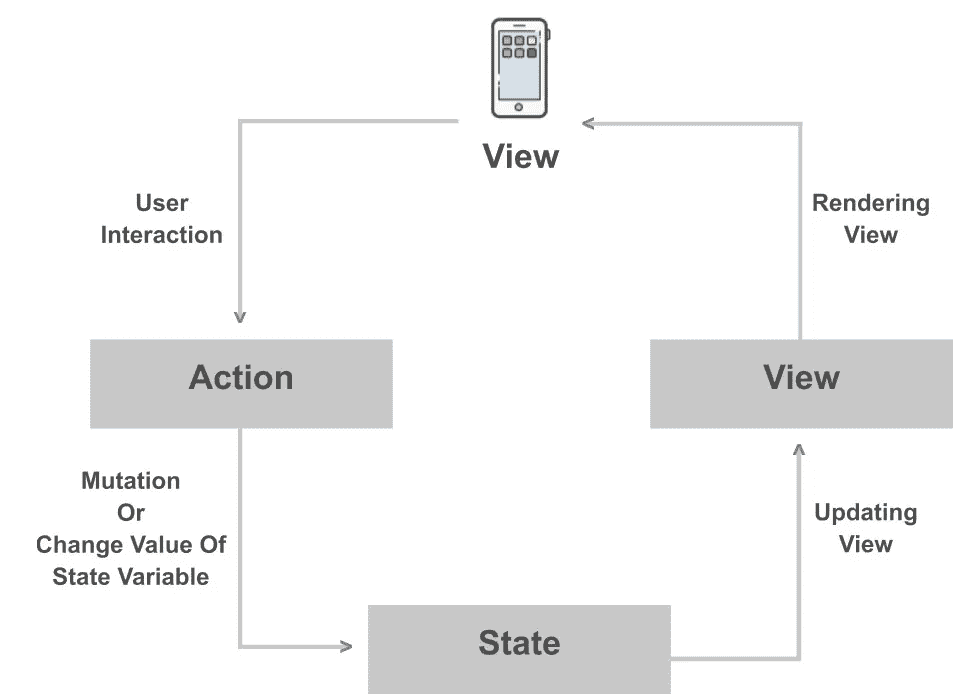 View
User
Interaction
Rendering
View
Action
View
Mutation
Or
Change Value Of
State Variable
Updating
View
State